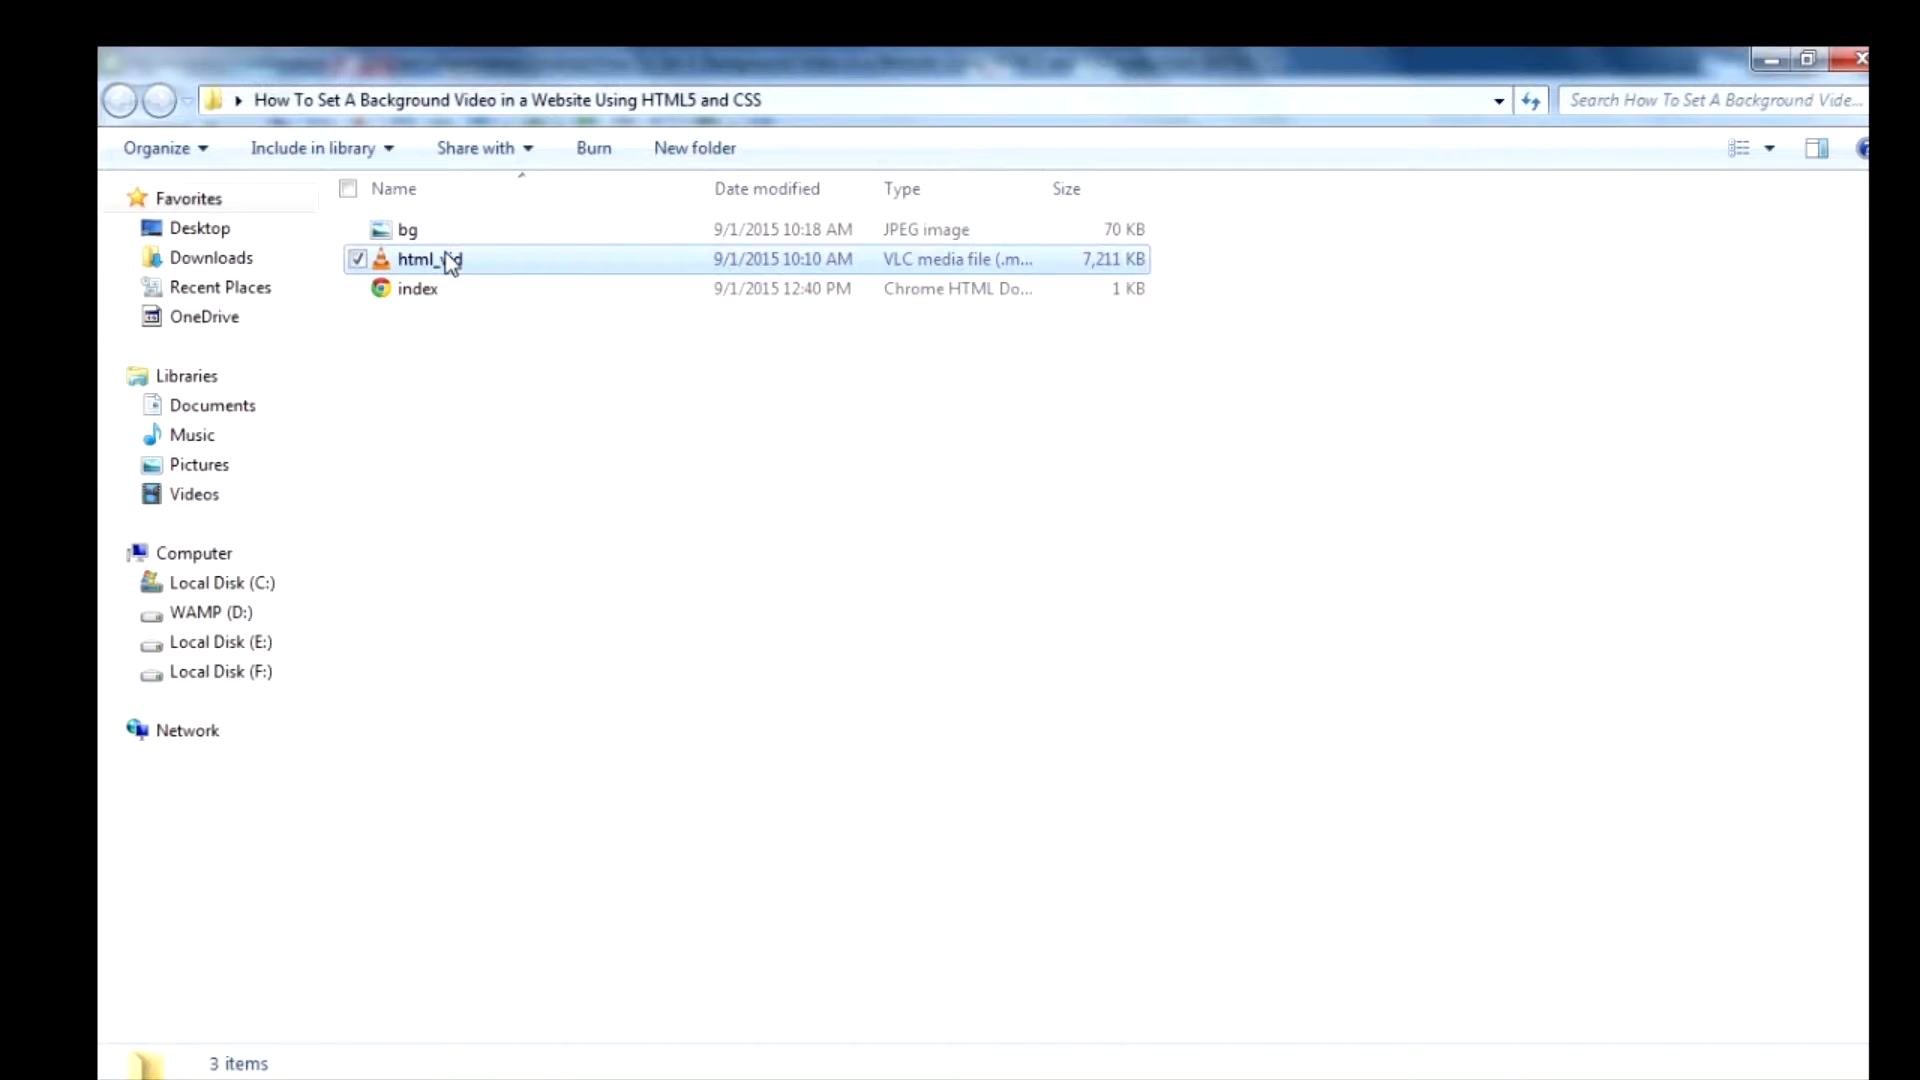 How To Set A Background Video in a Website Using HTML5 and CSS
Search How To Set A Background Vide...
Organize
Include in library
Share with
Burn
New folder
Name
Date modified
Type
Size
Favorites
Desktop
Downloads
Recent Places
OneDrive
Libraries
Documents
Music
Pictures
Videos
Computer
Local Disk (C:)
WAMP (D:)
Local Disk (E:)
Local Disk (F:)
Network
bg 9/1/2015 10:18 AM JPEG image 70 KB
9/1/2015 10:10 AM VLC media file (.m... 7,211 KB
index 9/1/2015 12:40 PM Chrome HTML Do... 1 KB
3 items